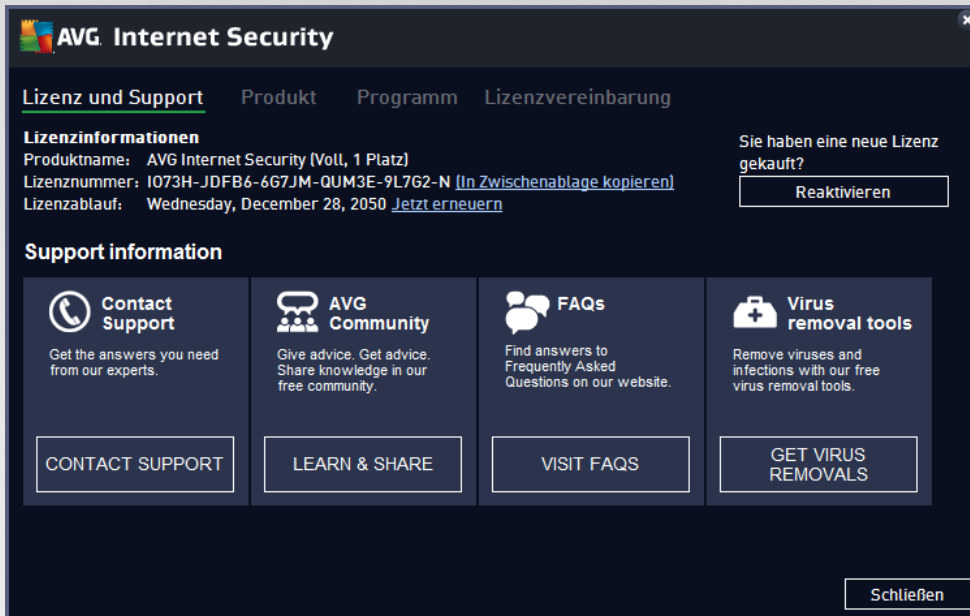 AVG Internet Security
Lizenz und Support Produkt Programm Lizenzvereinbarung
Lizenzinformationen
Produktname: AVG Internet Security (Voll, 1 Platz)
Lizenznummer: IO73H-JDFB6-6G7JM-QUM3E-9L7G2-N (In Zwischenablage kopieren)
Lizenzablauf: Wednesday, December 28, 2050 Jetzt erneuern
Sie haben eine neue Lizenz
gekauft?
Reaktivieren
Support information
Contact
Support
Get the answers you need
from our experts.
CONTACT SUPPORT
AVG
Community
Give advice. Get advice.
Share knowledge in our
free community.
LEARN & SHARE
FAQs
Find answers to
Frequently Asked
Questions on our website.
VISIT FAQS
Virus
removal tools
Remove viruses and
infections with our free
virus removal tools.
GET VIRUS
REMOVALS
Schließen